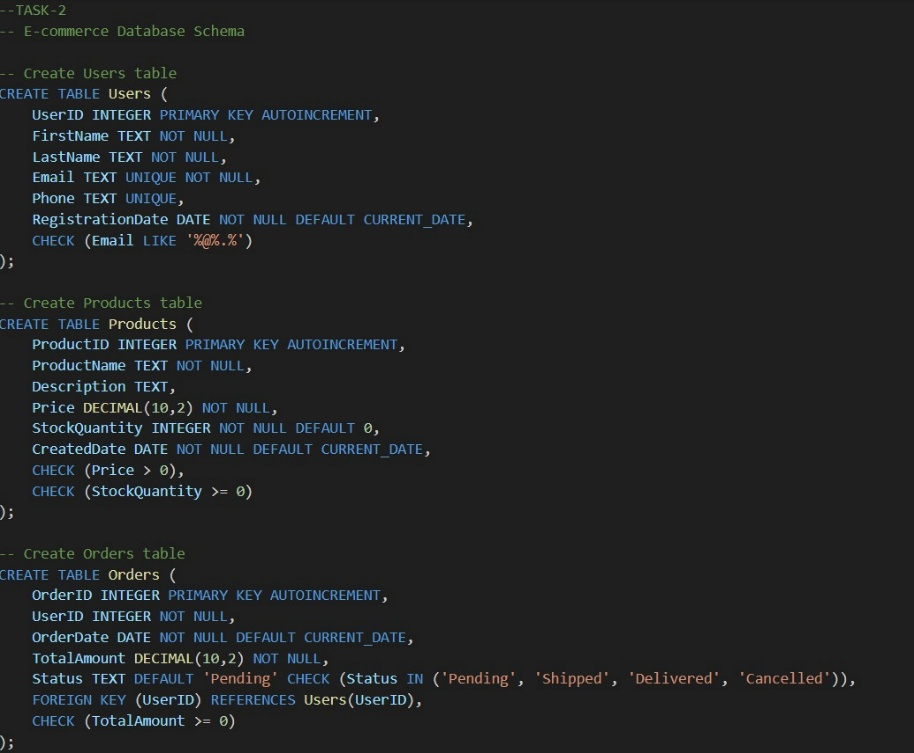 --TASK-2
-- E-commerce Database Schema
-- Create Users table
CREATE TABLE Users (
    UserID INTEGER PRIMARY KEY AUTOINCREMENT,
    FirstName TEXT NOT NULL,
    LastName TEXT NOT NULL,
    Email TEXT UNIQUE NOT NULL,
    Phone TEXT UNIQUE,
    RegistrationDate DATE NOT NULL DEFAULT CURRENT_DATE,
    CHECK (Email LIKE '%@%.%')
);
-- Create Products table
CREATE TABLE Products (
    ProductID INTEGER PRIMARY KEY AUTOINCREMENT,
    ProductName TEXT NOT NULL,
    Description TEXT,
    Price DECIMAL(10,2) NOT NULL,
    StockQuantity INTEGER NOT NULL DEFAULT 0,
    CreatedDate DATE NOT NULL DEFAULT CURRENT_DATE,
    CHECK (Price > 0),
    CHECK (StockQuantity >= 0)
);
-- Create Orders table
CREATE TABLE Orders (
    OrderID INTEGER PRIMARY KEY AUTOINCREMENT,
    UserID INTEGER NOT NULL,
    OrderDate DATE NOT NULL DEFAULT CURRENT_DATE,
    TotalAmount DECIMAL(10,2) NOT NULL,
    Status TEXT DEFAULT 'Pending' CHECK (Status IN ('Pending', 'Shipped', 'Delivered', 'Cancelled')),
    FOREIGN KEY (UserID) REFERENCES Users(UserID),
    CHECK (TotalAmount >= 0)
);